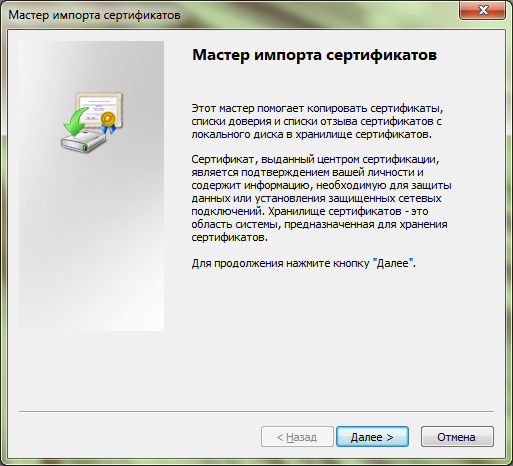 Мастер импорта сертификатов
Мастер импорта сертификатов
Этот мастер помогает копировать сертификаты,
списки доверия и списки отзыва сертификатов с
локального диска в хранилище сертификатов.
Сертификат, выданный центром сертификации,
является подтверждением вашей личности и
содержит информацию, необходимую для защиты
данных или установления защищенных сетевых
подключений. Хранилище сертификатов - это
область системы, предназначенная для хранения
сертификатов.
Для продолжения нажмите кнопку "Далее".
< Назад
Далее >
Отмена